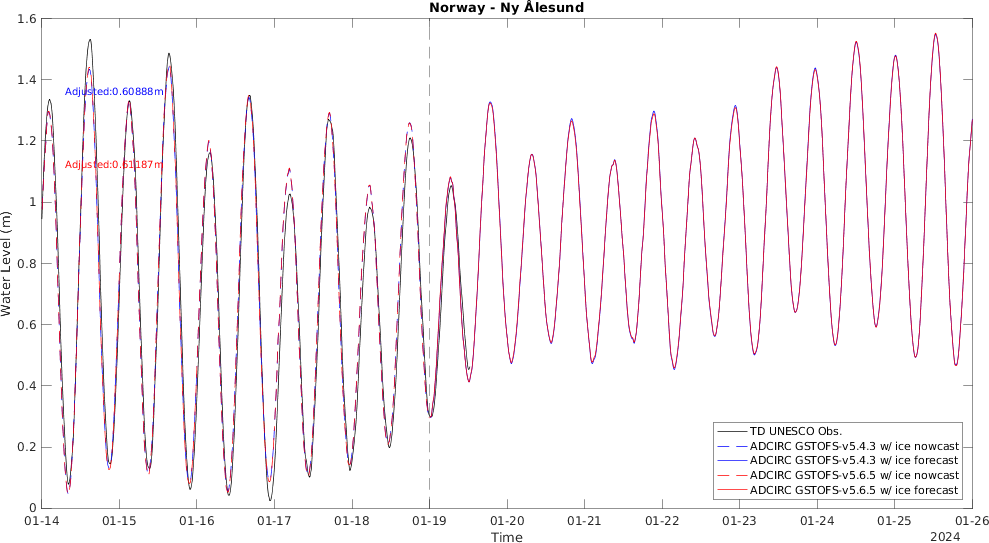 Norway - Ny Ålesund
1.6
1.4
1.2
1
0.8
0.6
0.4
0.2
0
Water Level (m)
Adjusted:0.60888m
Adjusted:0.61187m
TD UNESCO Obs.
ADCIRC GSTOFS-v5.4.3 w/ ice nowcast
ADCIRC GSTOFS-v5.4.3 w/ ice forecast
ADCIRC GSTOFS-v5.6.5 w/ ice nowcast
ADCIRC GSTOFS-v5.6.5 w/ ice forecast
01-14 01-15 01-16 01-17 01-18 01-19 01-20 01-21 01-22 01-23 01-24 01-25 01-26
Time
2024